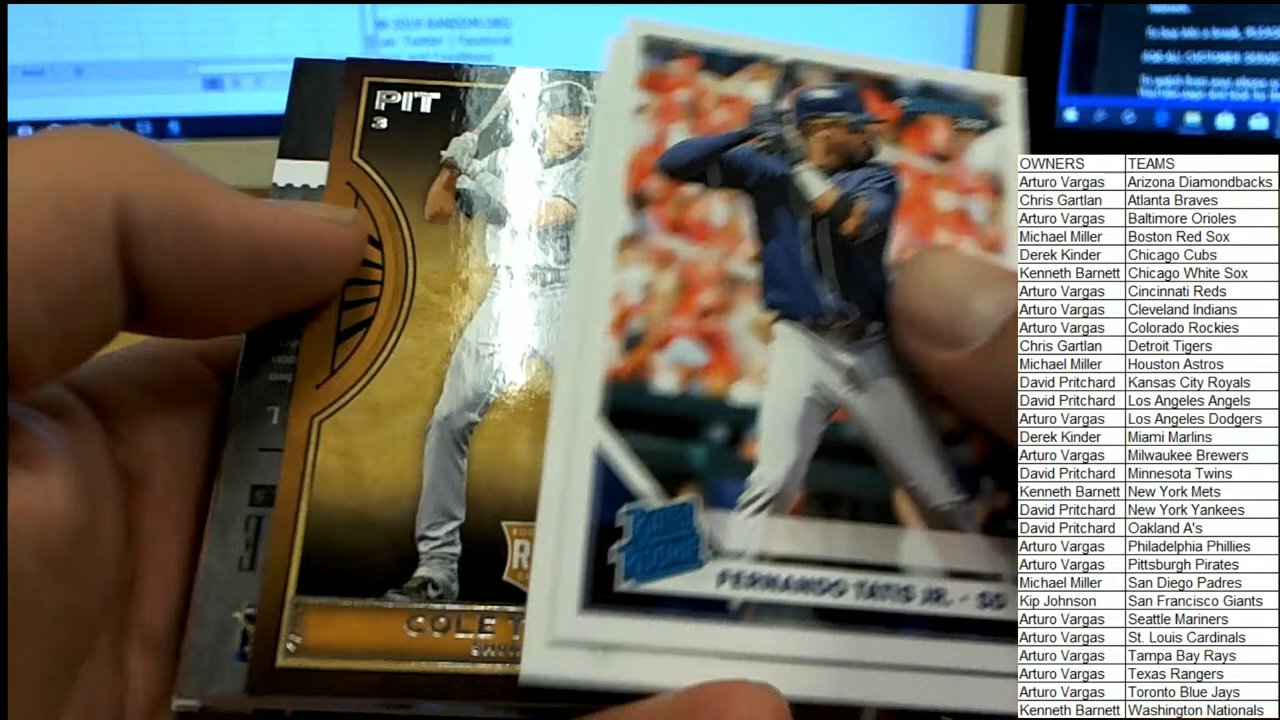 PIT
3
COLE T
FERNANDO TATIS JR. - SS
OWNERS TEAMS
Arturo Vargas Arizona Diamondbacks
Chris Gartlan Atlanta Braves
Arturo Vargas Baltimore Orioles
Michael Miller Boston Red Sox
Derek Kinder Chicago Cubs
Kenneth Barnett Chicago White Sox
Arturo Vargas Cincinnati Reds
Arturo Vargas Cleveland Indians
Arturo Vargas Colorado Rockies
Chris Gartlan Detroit Tigers
Michael Miller Houston Astros
David Pritchard Kansas City Royals
David Pritchard Los Angeles Angels
Arturo Vargas Los Angeles Dodgers
Derek Kinder Miami Marlins
Arturo Vargas Milwaukee Brewers
David Pritchard Minnesota Twins
Kenneth Barnett New York Mets
David Pritchard New York Yankees
David Pritchard Oakland A's
Arturo Vargas Philadelphia Phillies
Arturo Vargas Pittsburgh Pirates
Michael Miller San Diego Padres
Kip Johnson San Francisco Giants
Arturo Vargas Seattle Mariners
Arturo Vargas St. Louis Cardinals
Arturo Vargas Tampa Bay Rays
Arturo Vargas Texas Rangers
Arturo Vargas Toronto Blue Jays
Kenneth Barnett Washington Nationals